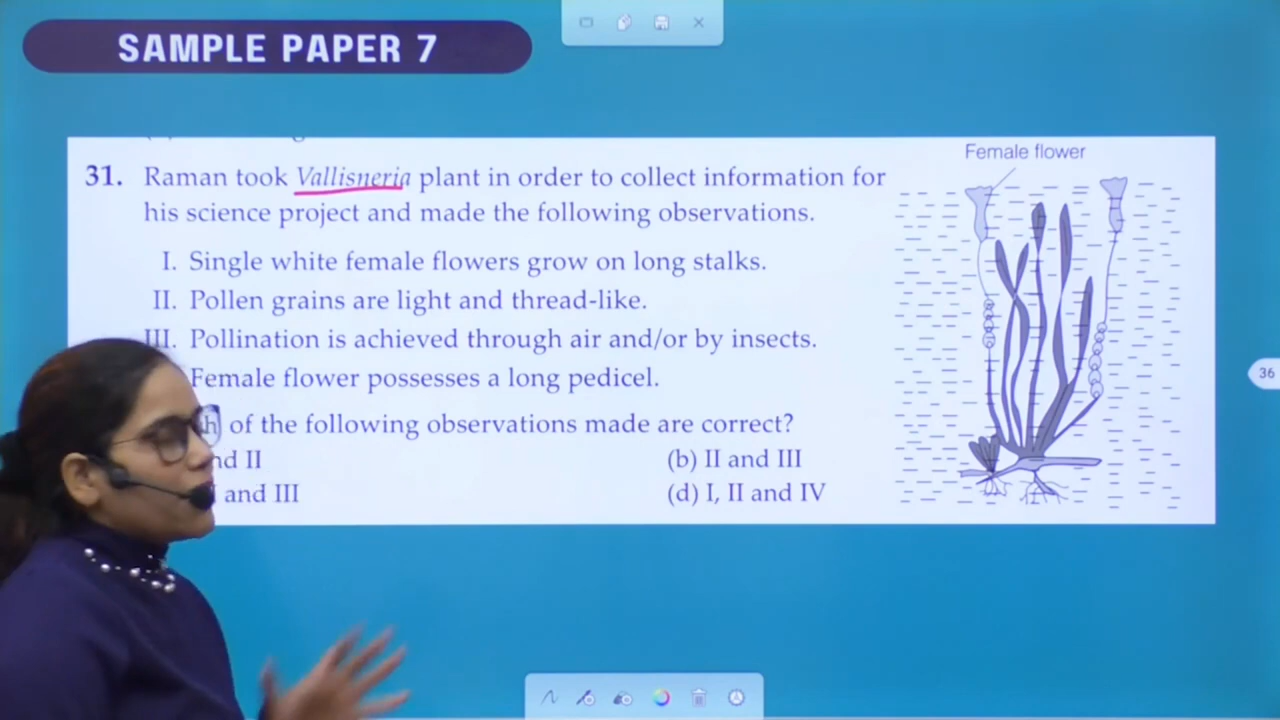 SAMPLE PAPER 7
Female flower
31. Raman took Vallisneria plant in order to collect information for
his science project and made the following observations.
I. Single white female flowers grow on long stalks.
II. Pollen grains are light and thread-like.
III. Pollination is achieved through air and/or by insects.
Female flower possesses a long pedicel.
of the following observations made are correct?
nd II
(b) II and III
and III
(d) I, II and IV
36